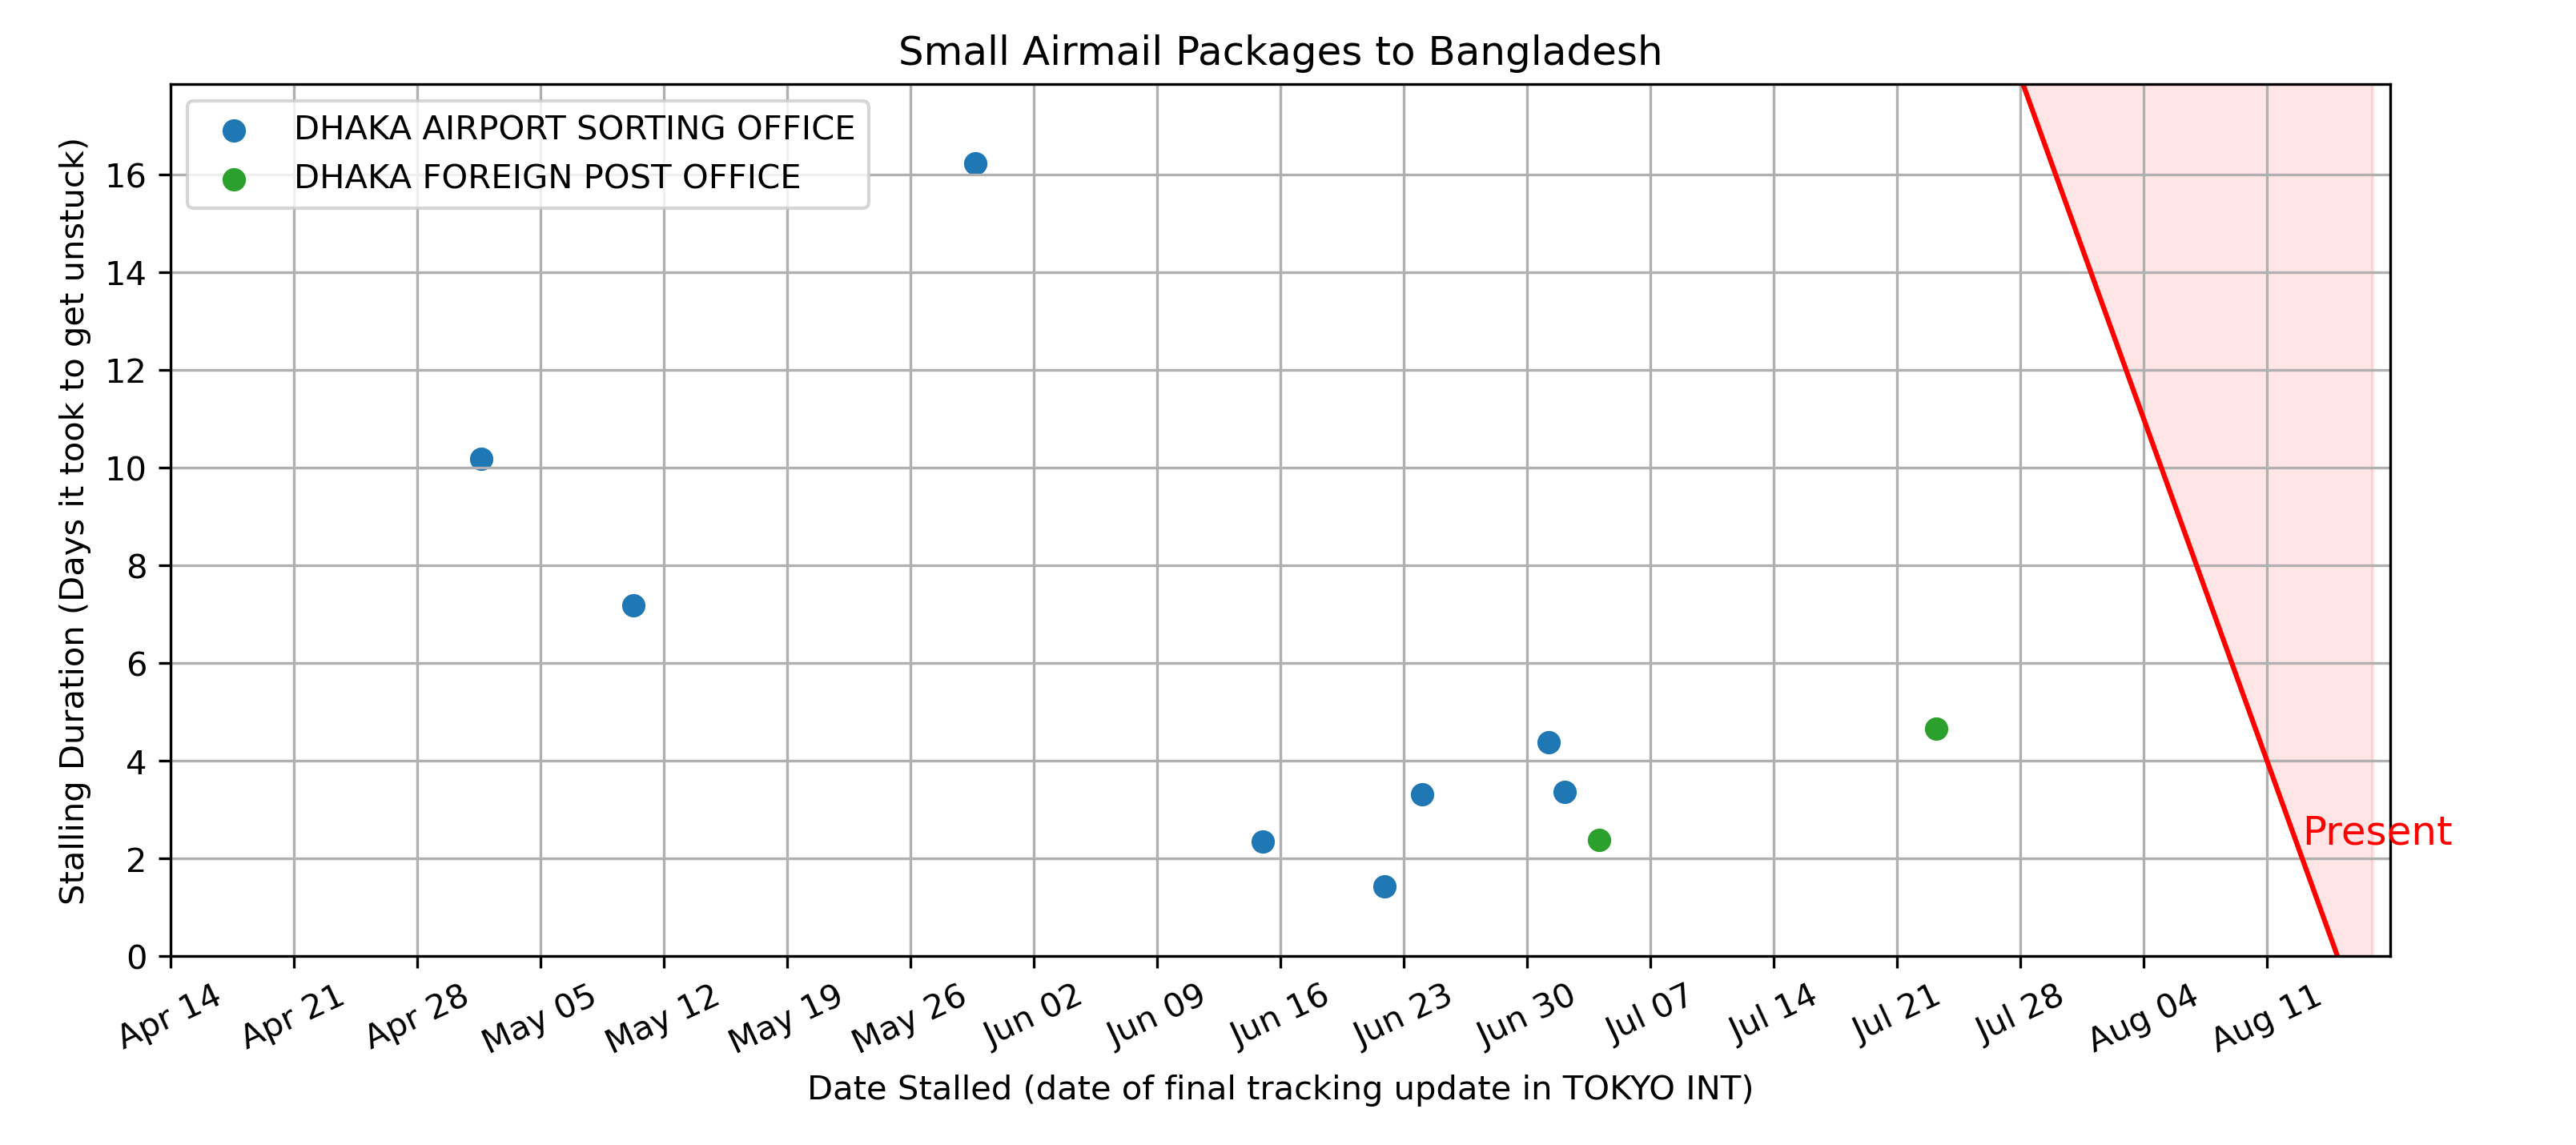 Small Airmail Packages to Bangladesh
DHAKA AIRPORT SORTING OFFICE
DHAKA FOREIGN POST OFFICE
Stalling Duration (Days it took to get unstuck)
16
14
12
10
8
6
4
2
0
Present
Apr 14
Apr 21
Apr 28
May 05
May 12
May 19
May 26
Jun 02
Jun 09
Jun 16
Jun 23
Jun 30
Jul 07
Jul 14
Jul 21
Jul 28
Aug 04
Aug 11
Date Stalled (date of final tracking update in TOKYO INT)